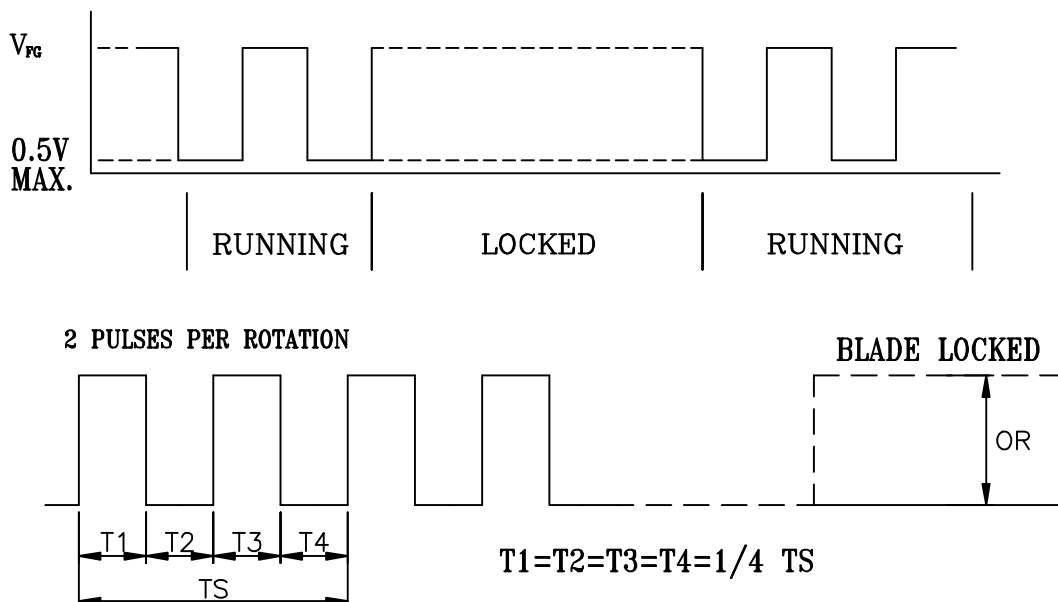 VFG
0.5V
MAX.
RUNNING LOCKED RUNNING
2 PULSES PER ROTATION
BLADE LOCKED
OR
T1 T2 T3 T4
T1=T2=T3=T4=1/4 TS
TS